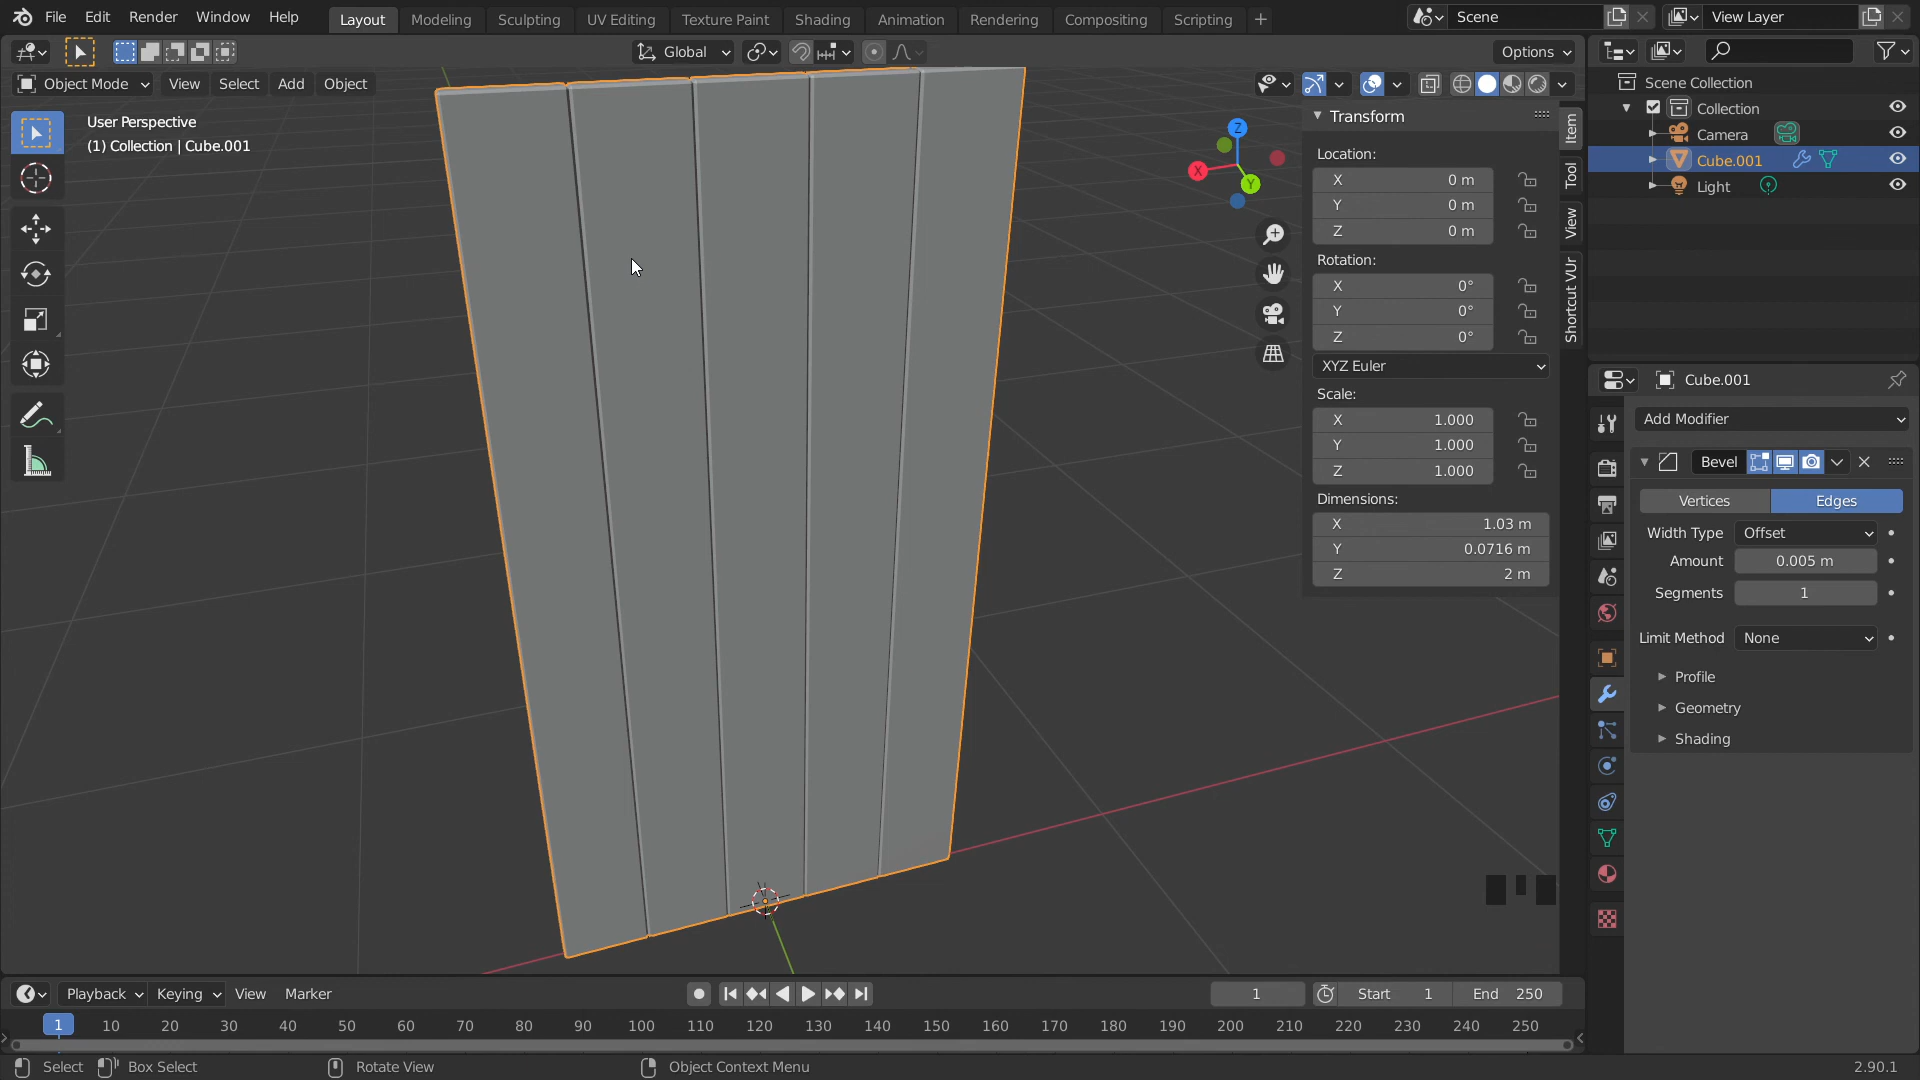 File Edit Render Window Help Layout Modeling Sculpting UV Editing Texture Paint Shading Animation Rendering Compositing Scripting + Scene View Layer
Global Options
Object Mode View Select Add Object
User Perspective
(1) Collection | Cube.001
Z
X
Y
Transform
Location:
X 0 m
Y 0 m
Z 0 m
Rotation:
X 0°
Y 0°
Z 0°
XYZ Euler
Scale:
X 1.000
Y 1.000
Z 1.000
Dimensions:
X 1.03 m
Y 0.0716 m
Z 2 m
Item
Tool
View
Shortcut VUr
Scene Collection
Collection
Camera
Cube.001
Light
Cube.001
Add Modifier
Bevel
Vertices Edges
Width Type Offset
Amount 0.005 m
Segments 1
Limit Method None
Profile
Geometry
Shading
Playback Keying View Marker 1 Start 1 End 250
1 10 20 30 40 50 60 70 80 90 100 110 120 130 140 150 160 170 180 190 200 210 220 230 240 250
Select Box Select Rotate View Object Context Menu 2.90.1